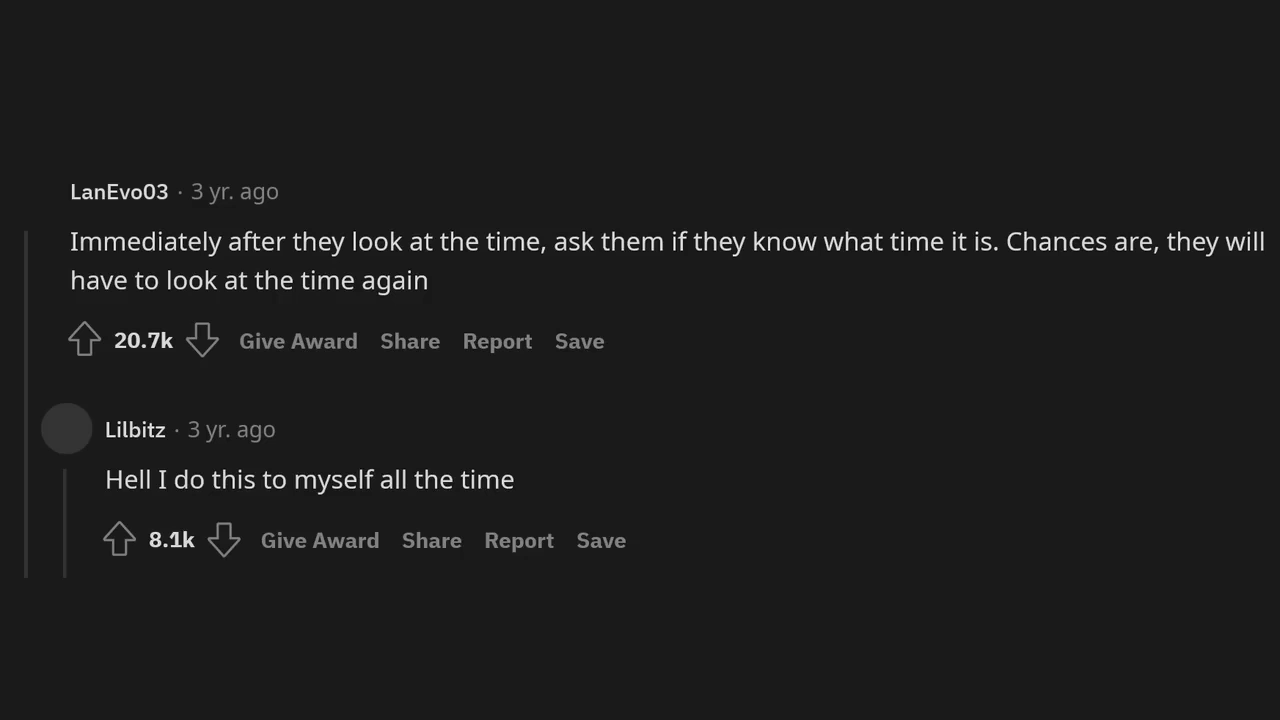 LanEvo03 · 3 yr. ago
Immediately after they look at the time, ask them if they know what time it is. Chances are, they will
have to look at the time again
20.7k Give Award Share Report Save
Lilbitz · 3 yr. ago
Hell I do this to myself all the time
8.1k Give Award Share Report Save